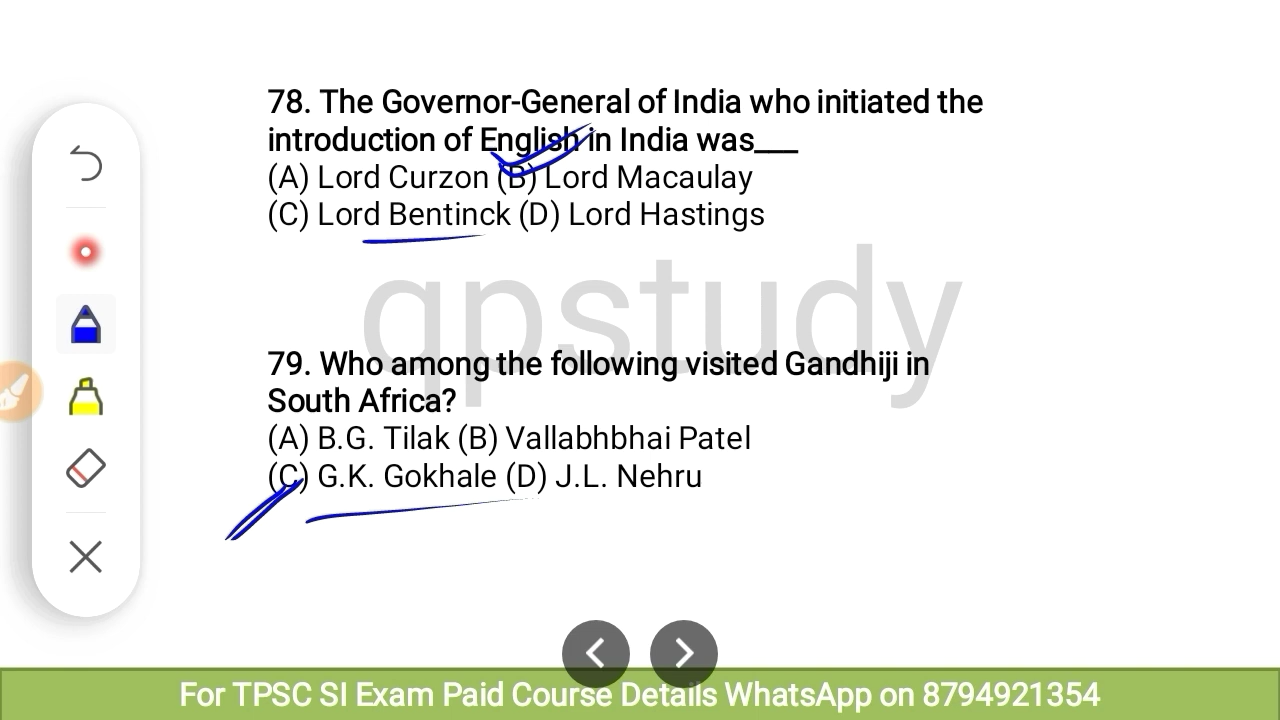 78. The Governor-General of India who initiated the
introduction of English in India was___
(A) Lord Curzon (B) Lord Macaulay
(C) Lord Bentinck (D) Lord Hastings
qpstudy
79. Who among the following visited Gandhiji in
South Africa?
(A) B.G. Tilak (B) Vallabhbhai Patel
(C) G.K. Gokhale (D) J.L. Nehru
For TPSC SI Exam Paid Course Details WhatsApp on 8794921354